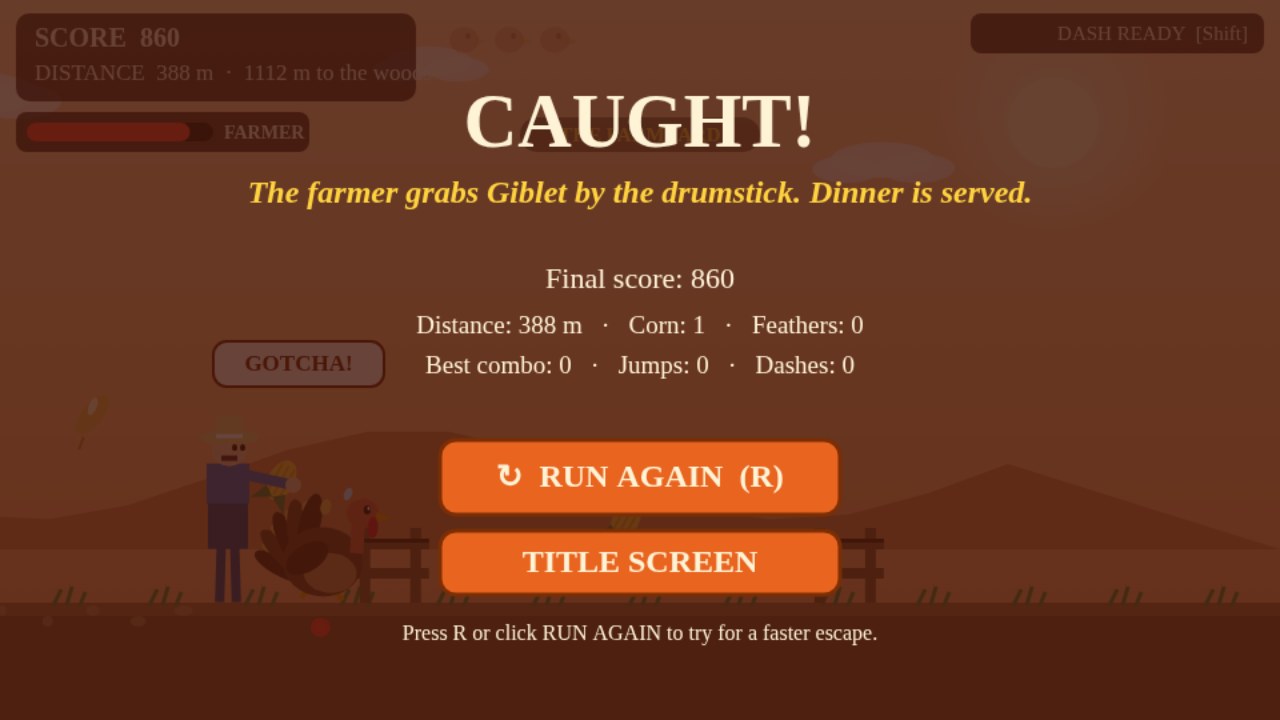 SCORE 860
DASH READY [Shift]
DISTANCE 388 m · 1112 m to the wood
CAUGHT!
FARMER
The farmer grabs Giblet by the drumstick. Dinner is served.
Final score: 860
Distance: 388 m · Corn: 1 · Feathers: 0
GOTCHA!
Best combo: 0 · Jumps: 0 · Dashes: 0
↻ RUN AGAIN (R)
TITLE SCREEN
Press R or click RUN AGAIN to try for a faster escape.